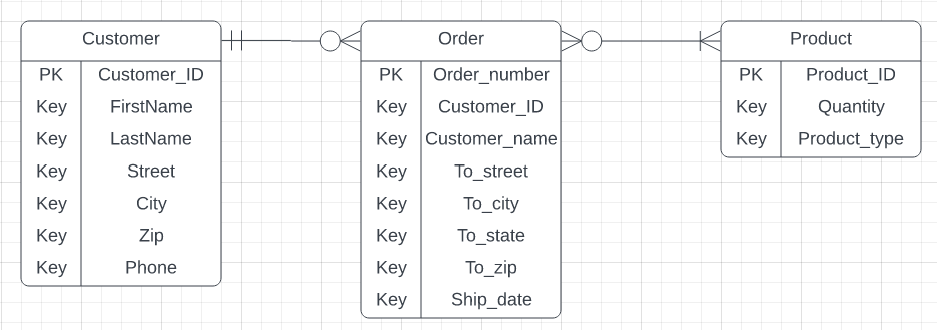 Customer
PK Customer_ID
Key FirstName
Key LastName
Key Street
Key City
Key Zip
Key Phone
Order
PK Order_number
Key Customer_ID
Key Customer_name
Key To_street
Key To_city
Key To_state
Key To_zip
Key Ship_date
Product
PK Product_ID
Key Quantity
Key Product_type